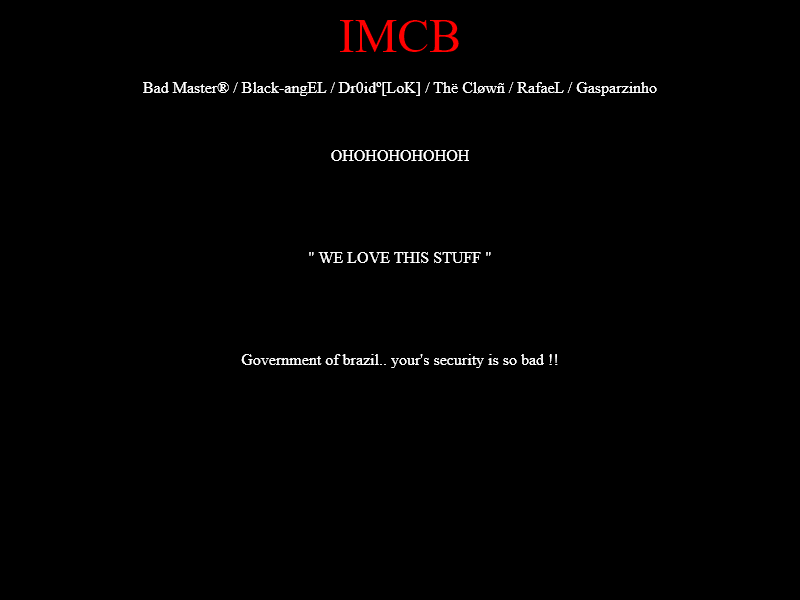 IMCB
Bad Master® / Black-angEL / Dr0idº[LoK] / Thë Cløwñ / RafaeL / Gasparzinho
OHOHOHOHOHOH
" WE LOVE THIS STUFF "
Government of brazil.. your's security is so bad !!